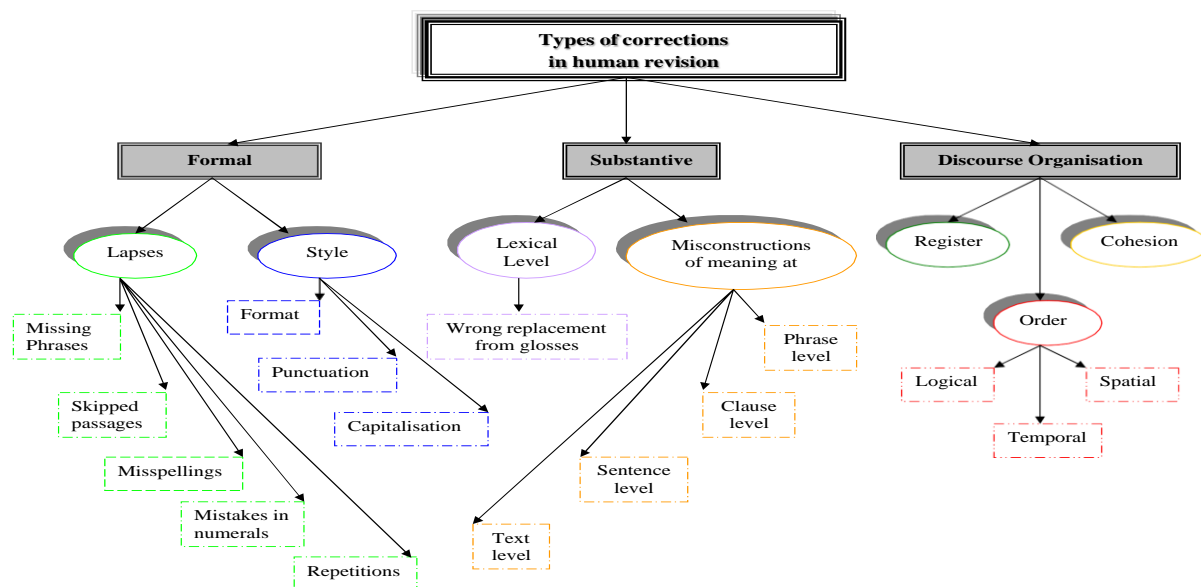 Types of corrections
in human revision
Formal
Substantive
Discourse Organisation
Lapses
Style
Lexical
Level
Misconstructions
of meaning at
Register
Cohesion
Missing
Phrases
Format
Wrong replacement
from glosses
Phrase
level
Order
Punctuation
Logical
Spatial
Skipped
passages
Capitalisation
Clause
level
Temporal
Misspellings
Sentence
level
Mistakes in
numerals
Text
level
Repetitions